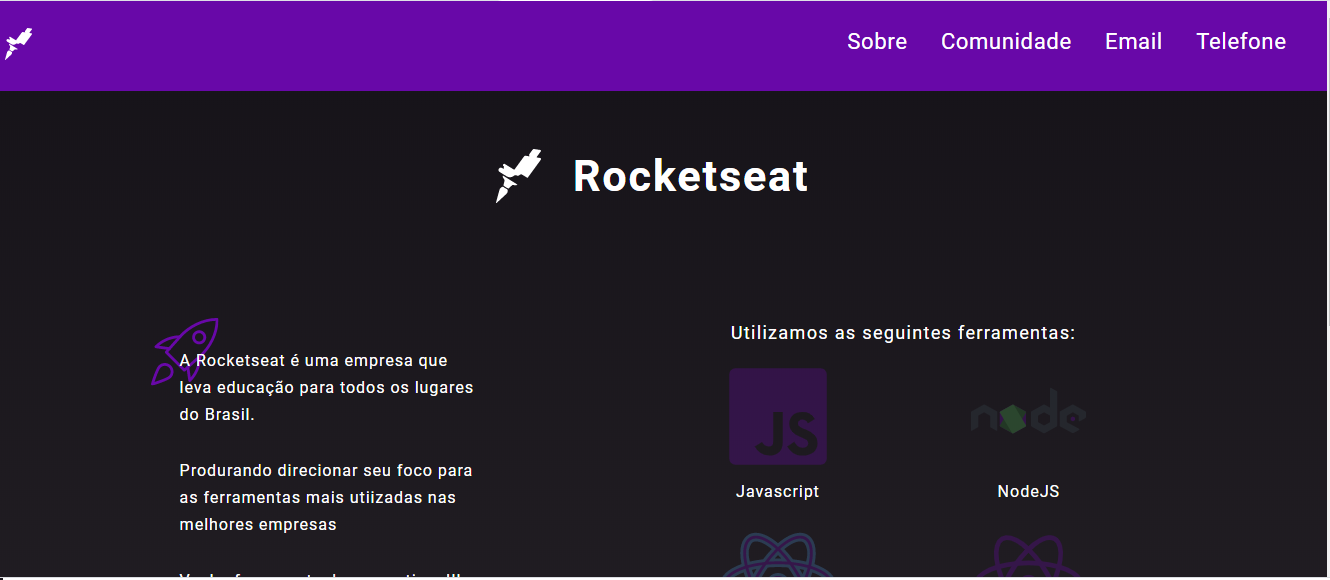 Sobre Comunidade Email Telefone
Rocketseat
A Rocketseat é uma empresa que
leva educação para todos os lugares
do Brasil.
Produrando direcionar seu foco para
as ferramentas mais utiizadas nas
melhores empresas
Utilizamos as seguintes ferramentas:
JS
node
Javascript
NodeJS